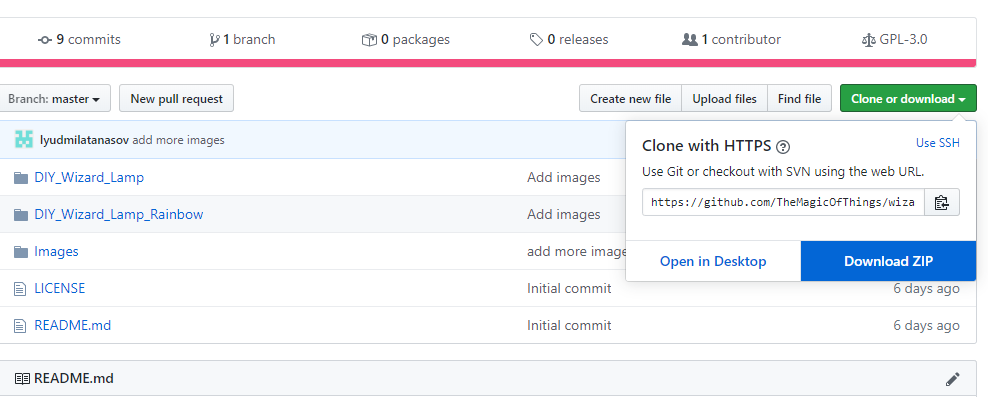 9 commits
1 branch
0 packages
0 releases
1 contributor
GPL-3.0
Branch: master
New pull request
Create new file
Upload files
Find file
Clone or download
lyudmilatanasov add more images
Clone with HTTPS
Use SSH
Use Git or checkout with SVN using the web URL.
https://github.com/TheMagicOfThings/wiza
Open in Desktop
Download ZIP
DIY_Wizard_Lamp
Add images
DIY_Wizard_Lamp_Rainbow
Add images
Images
add more image
LICENSE
Initial commit
6 days ago
README.md
Initial commit
6 days ago
README.md